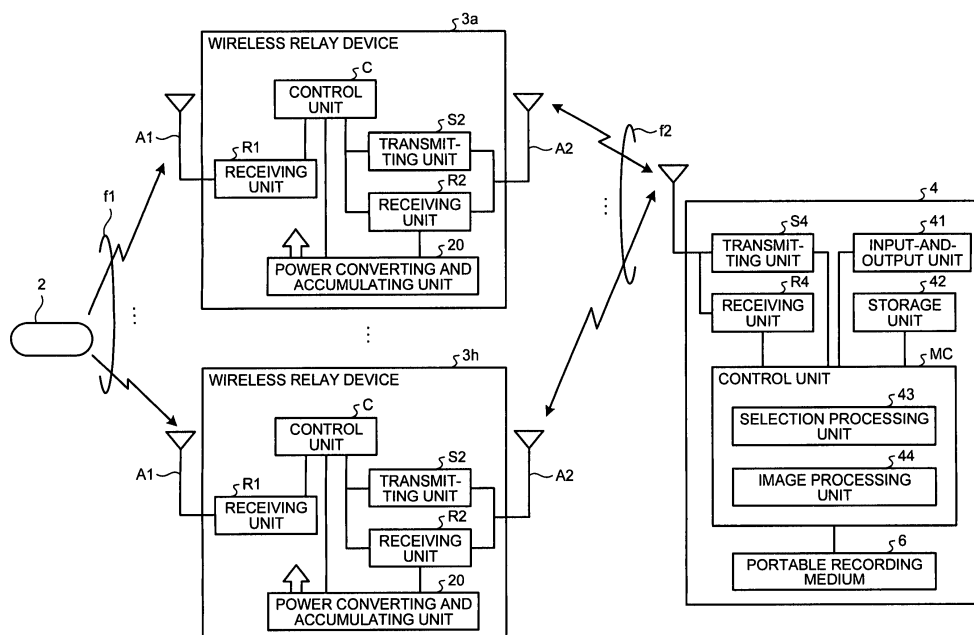 3a
WIRELESS RELAY DEVICE
C
CONTROL
UNIT
A1
R1
RECEIVING
UNIT
S2
TRANSMIT-
TING UNIT
R2
RECEIVING
UNIT
20
POWER CONVERTING AND
ACCUMULATING UNIT
A2
f1
f2
2
...
...
...
3h
WIRELESS RELAY DEVICE
C
CONTROL
UNIT
A1
R1
RECEIVING
UNIT
S2
TRANSMIT-
TING UNIT
R2
RECEIVING
UNIT
20
POWER CONVERTING AND
ACCUMULATING UNIT
A2
4
S4
TRANSMIT-
TING UNIT
41
INPUT-AND-
OUTPUT UNIT
R4
RECEIVING
UNIT
42
STORAGE
UNIT
MC
CONTROL UNIT
43
SELECTION PROCESSING
UNIT
44
IMAGE PROCESSING
UNIT
6
PORTABLE RECORDING
MEDIUM